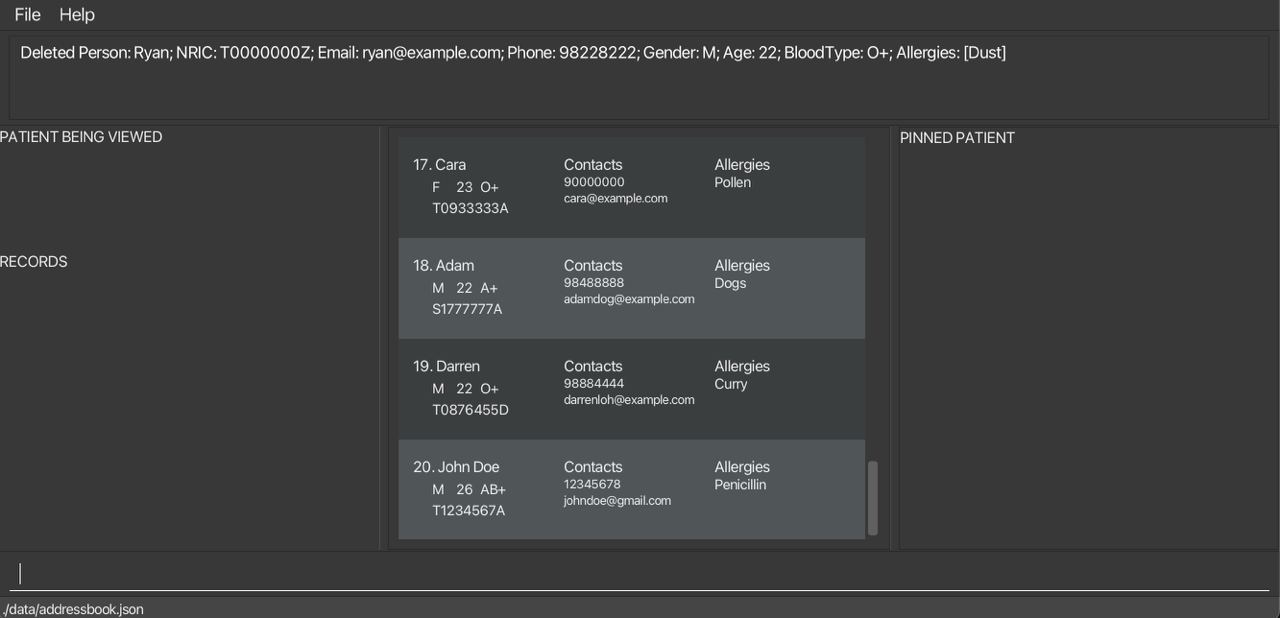 File Help
Deleted Person: Ryan; NRIC: T0000000Z; Email: ryan@example.com; Phone: 98228222; Gender: M; Age: 22; BloodType: O+; Allergies: [Dust]
PATIENT BEING VIEWED
RECORDS
17. Cara Contacts Allergies
F 23 O+ 90000000 Pollen
T0933333A cara@example.com
18. Adam Contacts Allergies
M 22 A+ 98488888 Dogs
S1777777A adamdog@example.com
19. Darren Contacts Allergies
M 22 O+ 98884444 Curry
T0876455D darrenloh@example.com
20. John Doe Contacts Allergies
M 26 AB+ 12345678 Penicillin
T1234567A johndoe@gmail.com
PINNED PATIENT
./data/addressbook.json